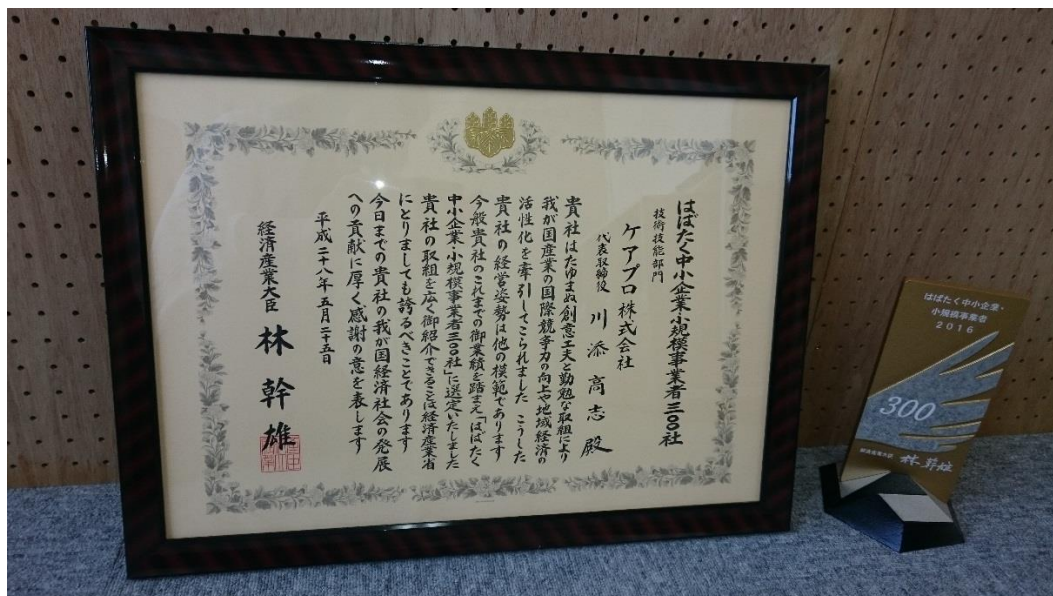 はばたく中小企業小規模事業者三〇〇社
技術技能部門
ケアプロ株式会社
代表取締役 川添高志殿
貴社はたゆまぬ創意工夫と勤勉な取組により
我が国産業の国際競争力の向上や地域経済の
活性化を牽引してこられました こうした
貴社の経営姿勢は他の模範であります
今般貴社のこれまでの御業績を踏まえ「はばたく
中小企業・小規模事業者三〇〇社」に選定いたしました
貴社の取組を広く御紹介できることは経済産業省
にとりましても誇るべきことであります
今日までの貴社の我が国経済社会の発展
への貢献に厚く感謝の意を表します
平成二十八年五月二十五日
経済産業大臣 林幹雄
はばたく中小企業・
小規模事業者
2016
300
経済産業大臣 林幹雄